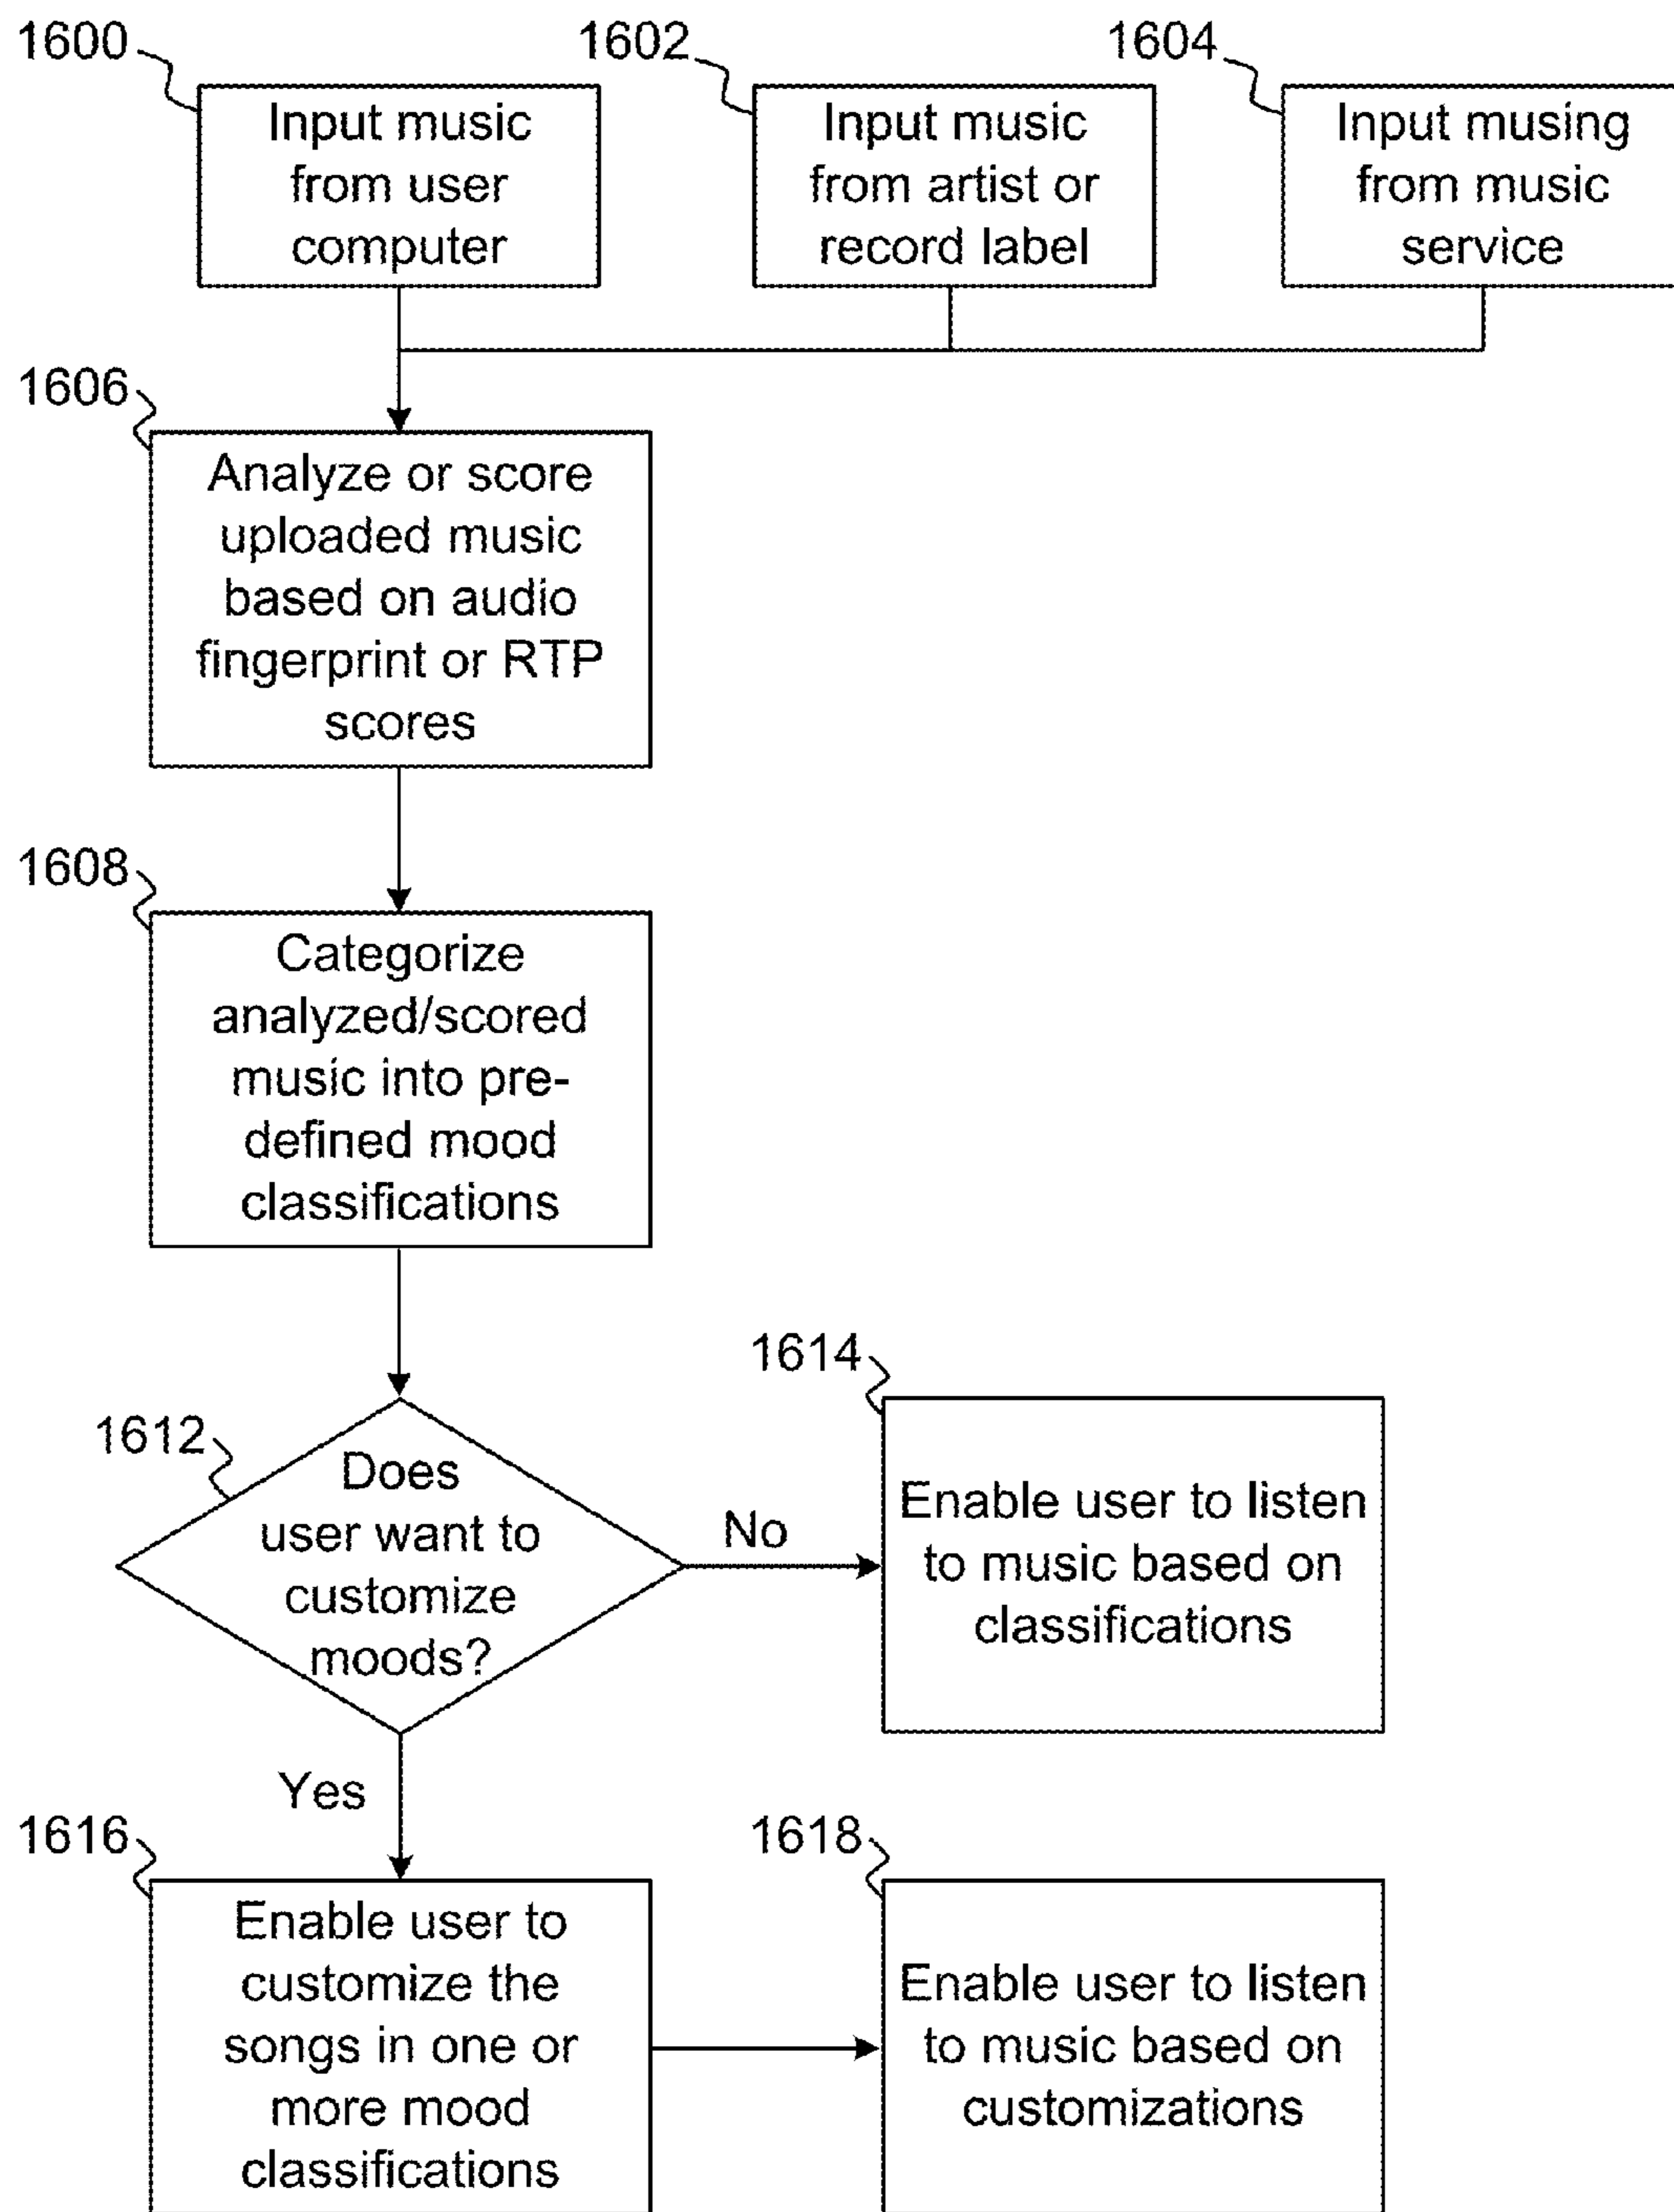 1600
Input music
from user
computer
1602
Input music
from artist or
record label
1604
Input musing
from music
service
1606
Analyze or score
uploaded music
based on audio
fingerprint or RTP
scores
1608
Categorize
analyzed/scored
music into pre-
defined mood
classifications
1612
Does
user want to
customize
moods?
No
1614
Enable user to listen
to music based on
classifications
Yes
1616
Enable user to
customize the
songs in one or
more mood
classifications
1618
Enable user to listen
to music based on
customizations